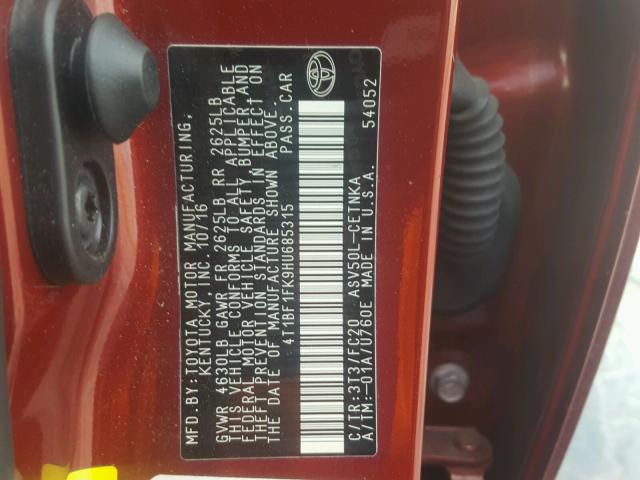 MFD.BY:TOYOTA MOTOR MANUFACTURING,
KENTUCKY, INC. 10/16
GVWR 4630LB GAWR FR 2625LB RR 2625LB
THIS VEHICLE CONFORMS TO ALL APPLICABLE
FEDERAL MOTOR VEHICLE SAFETY, BUMPER, AND
THEFT PREVENTION STANDARDS IN EFFECT ON
THE DATE OF MANUFACTURE SHOWN ABOVE.
4T1BF1FK9HU685315 PASS.CAR
C/TR:3T3/FC20 ASV50L-CETNKA
A/TM:-01A/U760E MADE IN U.S.A. 54052